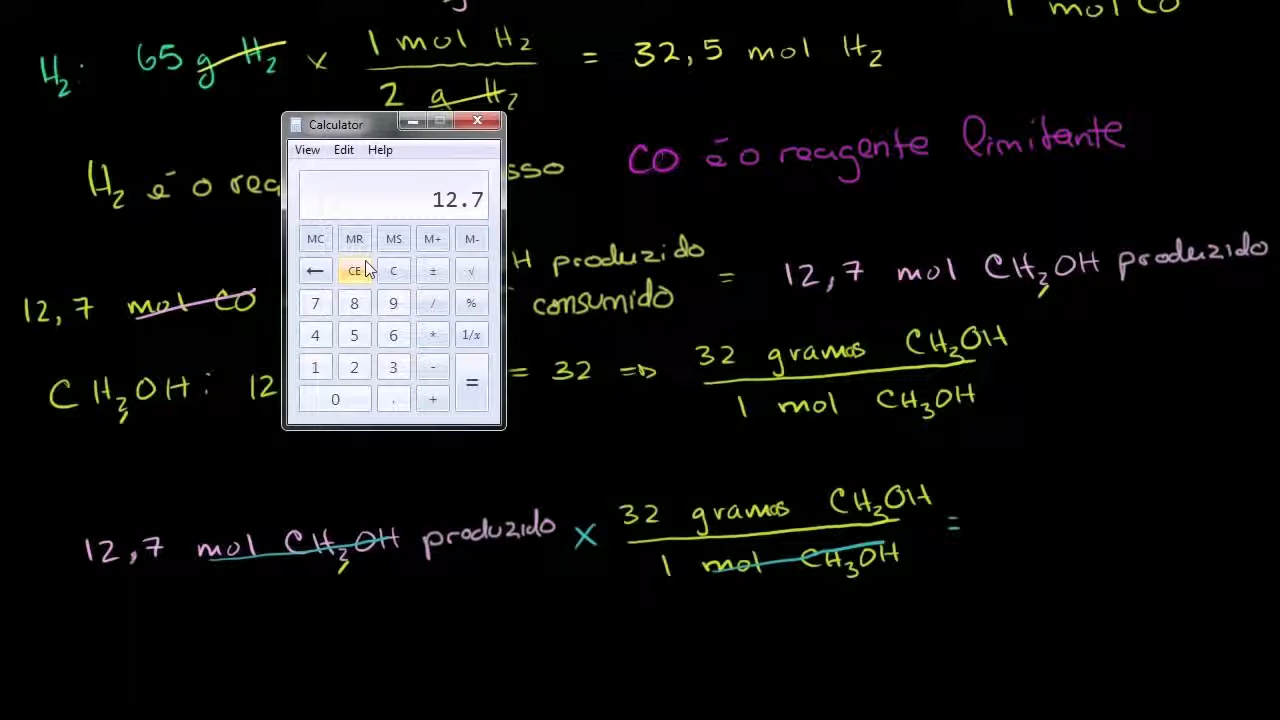 1 mol CO
H₂: 65 g H₂ × 1 mol H₂ / 2 g H₂ = 32,5 mol H₂
Calculator
View Edit Help
12.7
MC MR MS M+ M-
← CE C ± √
7 8 9 / %
4 5 6 * 1/x
1 2 3 - =
0 . +
H₂ é o rea sso
CO é o reagente limitante
12,7 mol CO H produzido / consumido = 12,7 mol CH₃OH produzido
CH₃OH: 12 = 32 ⇒ 32 gramas CH₃OH / 1 mol CH₃OH
12,7 mol CH₃OH produzido × 32 gramas CH₃OH / 1 mol CH₃OH =